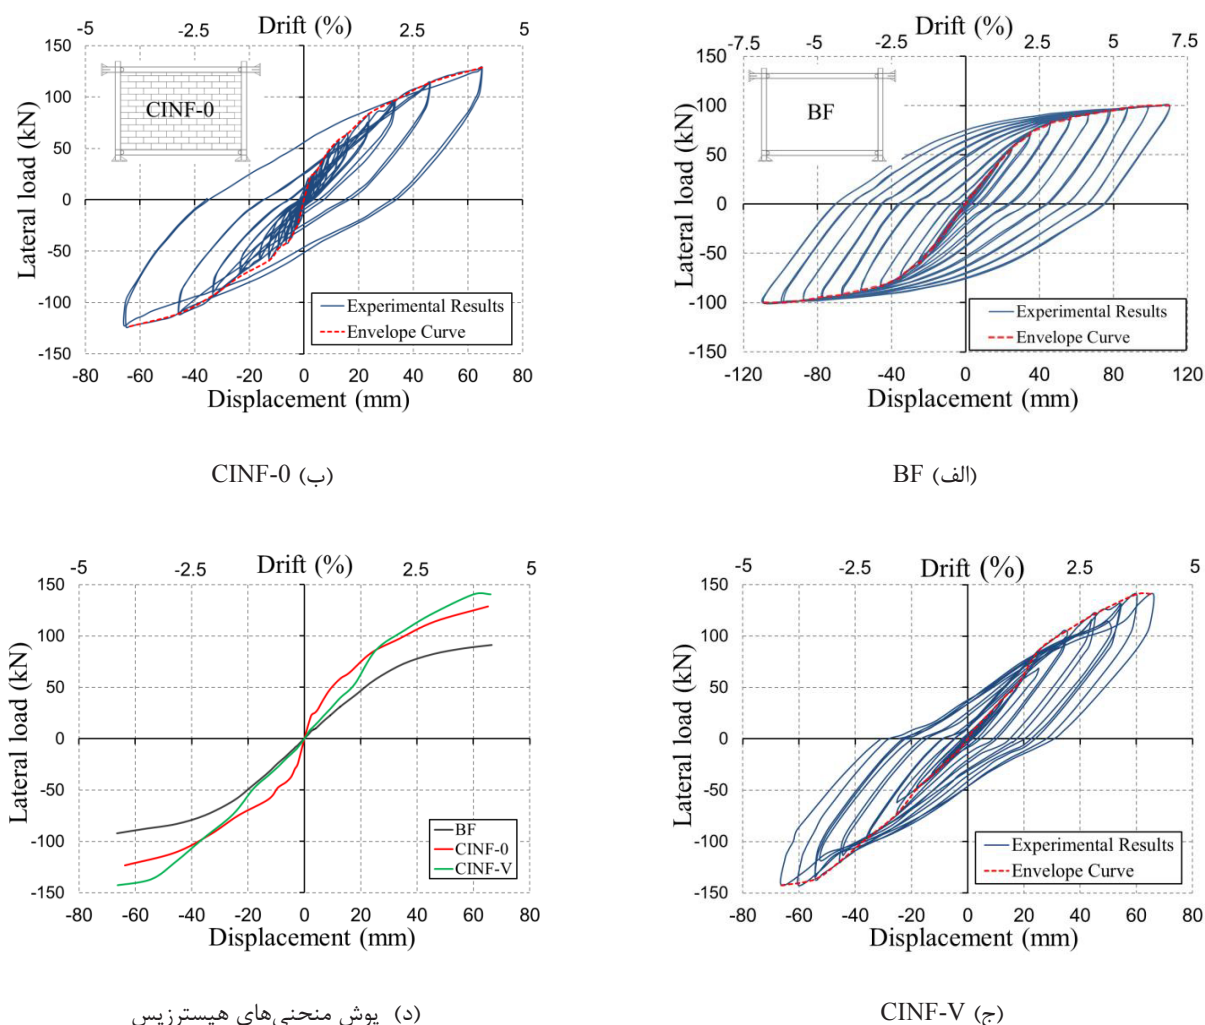 Drift (%)
-5 -2.5 2.5 5
150
100
50
0
-50
-100
-150
Lateral load (kN)
CINF-0
Experimental Results
Envelope Curve
-80 -60 -40 -20 0 20 40 60 80
Displacement (mm)
(ب) CINF-0
Drift (%)
-7.5 -5 -2.5 2.5 5 7.5
150
100
50
0
-50
-100
-150
Lateral load (kN)
BF
Experimental Results
Envelope Curve
-120 -80 -40 0 40 80 120
Displacement (mm)
(الف) BF
Drift (%)
-5 -2.5 2.5 5
150
100
50
0
-50
-100
-150
Lateral load (kN)
BF
CINF-0
CINF-V
-80 -60 -40 -20 0 20 40 60 80
Displacement (mm)
(د) پوش منحنی‌های هیسترزیس
Drift (%)
-5 -2.5 2.5 5
150
100
50
0
-50
-100
-150
Lateral load (kN)
Experimental Results
Envelope Curve
-80 -60 -40 -20 0 20 40 60 80
Displacement (mm)
(ج) CINF-V